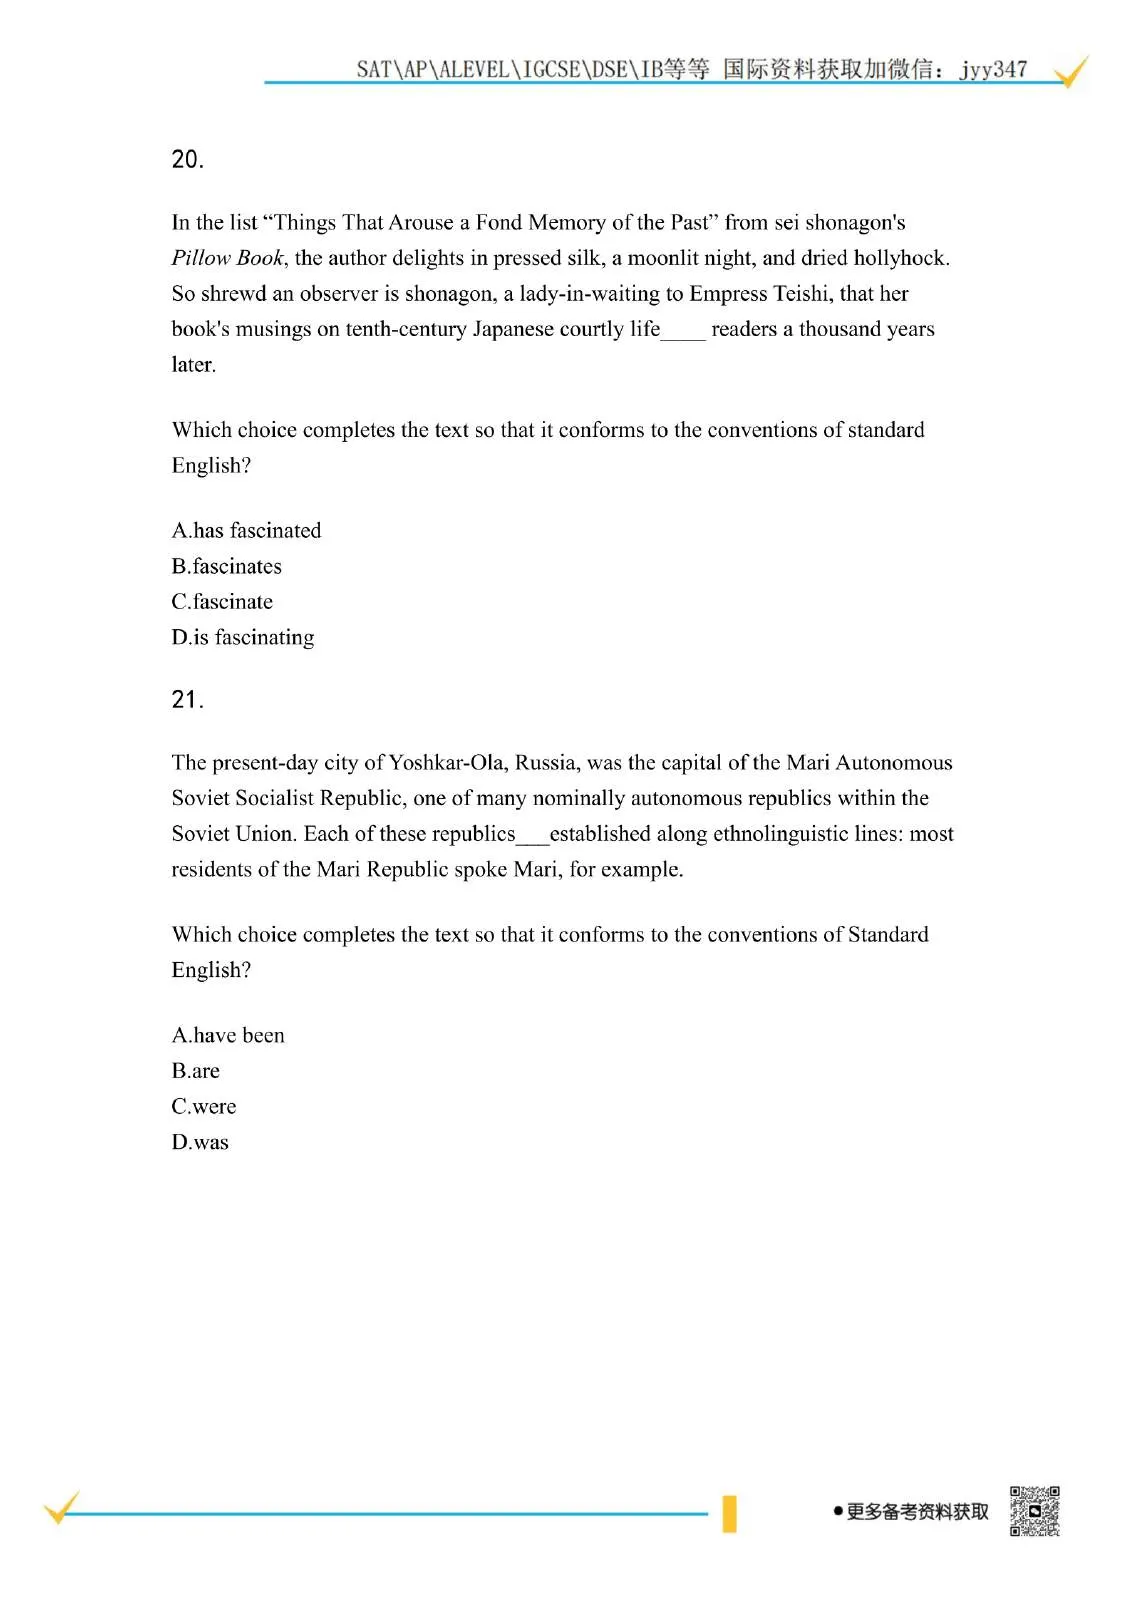 SAT\AP\ALEVEL\IGCSE\DSE\IB等等 国际资料获取加微信：jyy347
20.
In the list “Things That Arouse a Fond Memory of the Past” from sei shonagon's
Pillow Book, the author delights in pressed silk, a moonlit night, and dried hollyhock.
So shrewd an observer is shonagon, a lady-in-waiting to Empress Teishi, that her
book's musings on tenth-century Japanese courtly life____ readers a thousand years
later.
Which choice completes the text so that it conforms to the conventions of standard
English?
A.has fascinated
B.fascinates
C.fascinate
D.is fascinating
21.
The present-day city of Yoshkar-Ola, Russia, was the capital of the Mari Autonomous
Soviet Socialist Republic, one of many nominally autonomous republics within the
Soviet Union. Each of these republics___established along ethnolinguistic lines: most
residents of the Mari Republic spoke Mari, for example.
Which choice completes the text so that it conforms to the conventions of Standard
English?
A.have been
B.are
C.were
D.was
•更多备考资料获取